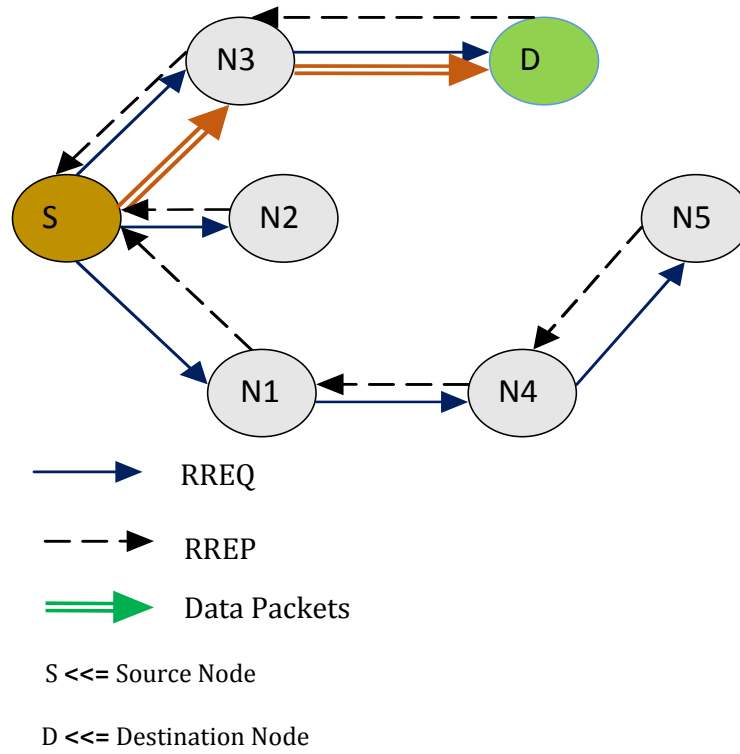 N3
D
S
N2
N5
N1
N4
RREQ
RREP
Data Packets
S <<= Source Node
D <<= Destination Node